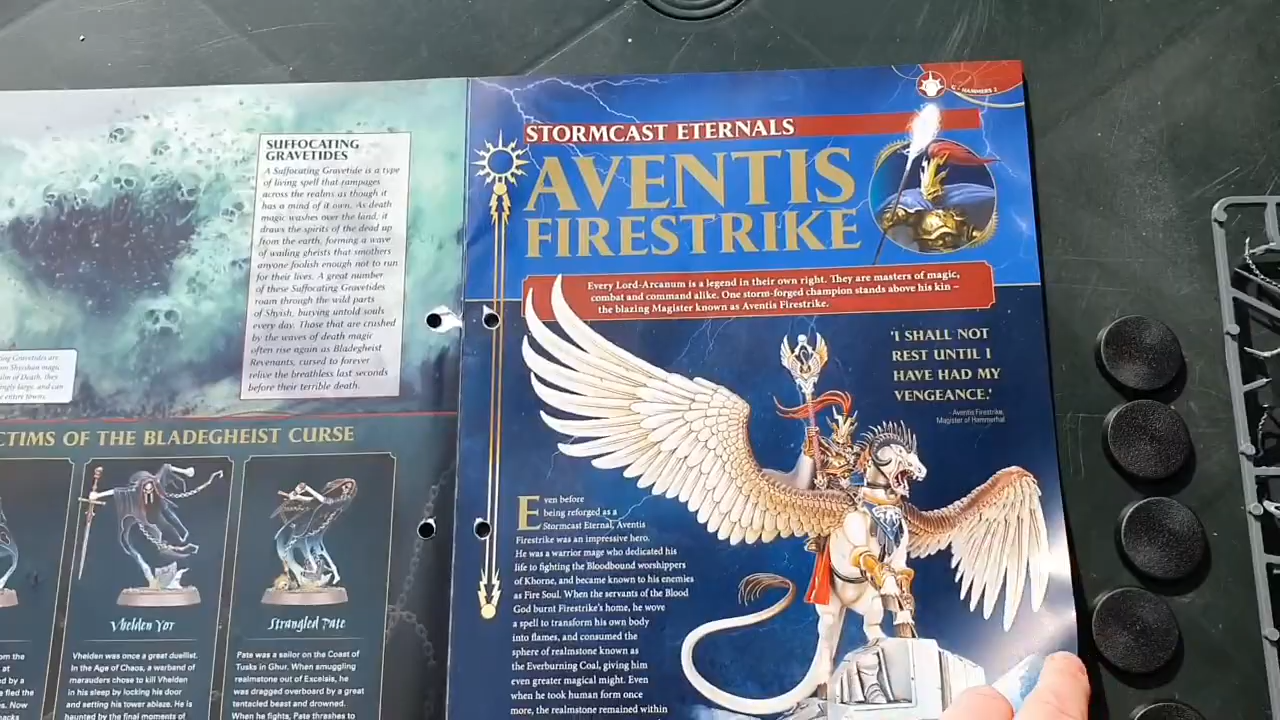 SUFFOCATING
GRAVETIDES
A Suffocating Gravetide is a type
of living spell that rampages
across the realms as though it
has a mind of its own. As death
magic washes over the land, it
draws the spirits of the dead up
from the earth, forming a wave
of wailing gheists that smothers
anyone foolish enough not to run
for their lives. A great number
of these Suffocating Gravetides
roam through the wild parts
of Shyish, burying untold souls
every day. Those that are crushed
by the waves of death magic
often rise again as Bladegheist
Revenants, cursed to forever
relive the breathless last seconds
before their terrible death.
Gravetides are
Shyishan magic,
of Death, they
large, and can
entire towns.
OF THE BLADEGHEIST CURSE
Vhelden Yor
Vhelden was once a great duellist.
In the Age of Chaos, a warband of
marauders chose to kill Vhelden
in his sleep by locking his door
and setting his tower ablaze. He is
haunted by the final moments of
Strangled Pate
Pate was a sailor on the Coast of
Tusks in Ghur. When smuggling
realmstone out of Excelsis, he
was dragged overboard by a great
tentacled beast and drowned.
When he fights, Pate thrashes to
HAMMERS 2
STORMCAST ETERNALS
AVENTIS
FIRESTRIKE
Every Lord-Arcanum is a legend in their own right. They are masters of magic,
combat and command alike. One storm-forged champion stands above his kin –
the blazing Magister known as Aventis Firestrike.
'I SHALL NOT
REST UNTIL I
HAVE HAD MY
VENGEANCE.'
- Aventis Firestrike,
Magister of Hammerhal
Even before
being reforged as a
Stormcast Eternal, Aventis
Firestrike was an impressive hero.
He was a warrior mage who dedicated his
life to fighting the Bloodbound worshippers
of Khorne, and became known to his enemies
as Fire Soul. When the servants of the Blood
God burnt Firestrike's home, he wove
a spell to transform his own body
into flames, and consumed the
sphere of realmstone known as
the Everburning Coal, giving him
even greater magical might. Even
when he took human form once
more, the realmstone remained within